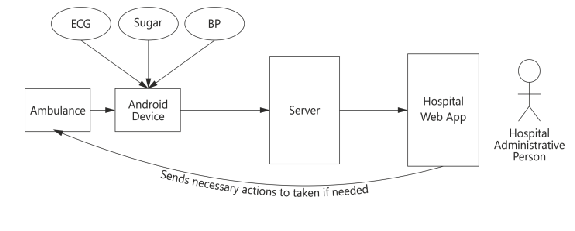 ECG
Sugar
BP
Ambulance
Android
Device
Server
Hospital
Web App
Hospital
Administrative
Person
Sends necessary actions to taken if needed